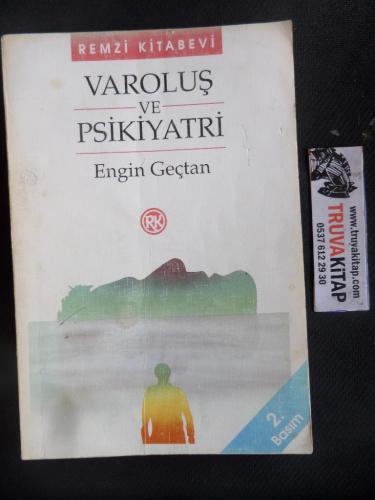 REMZİ KİTABEVİ
VAROLUŞ
VE
PSİKİYATRİ
Engin Geçtan
RK
2.
Basım
www.truvakitap.com
TRUVAKİTAP
0537 612 29 30